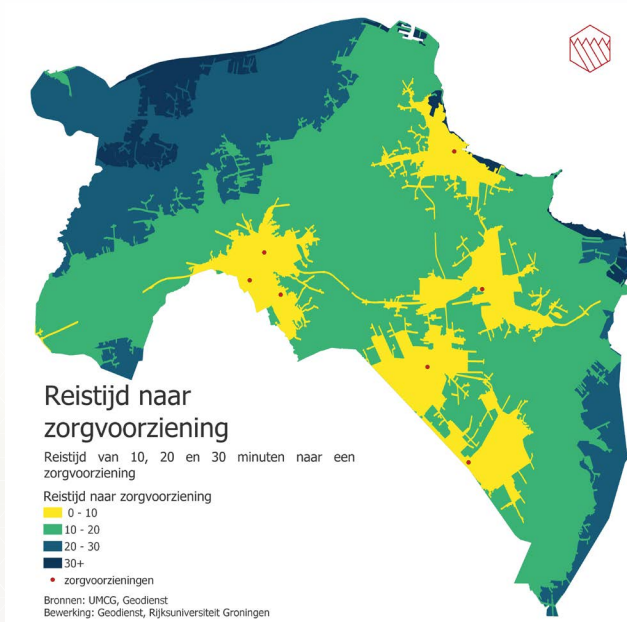 Reistijd naar
zorgvoorziening
Reistijd van 10, 20 en 30 minuten naar een
zorgvoorziening
Reistijd naar zorgvoorziening
0 - 10
10 - 20
20 - 30
30+
zorgvoorzieningen
Bronnen: UMCG, Geodienst
Bewerking: Geodienst, Rijksuniversiteit Groningen